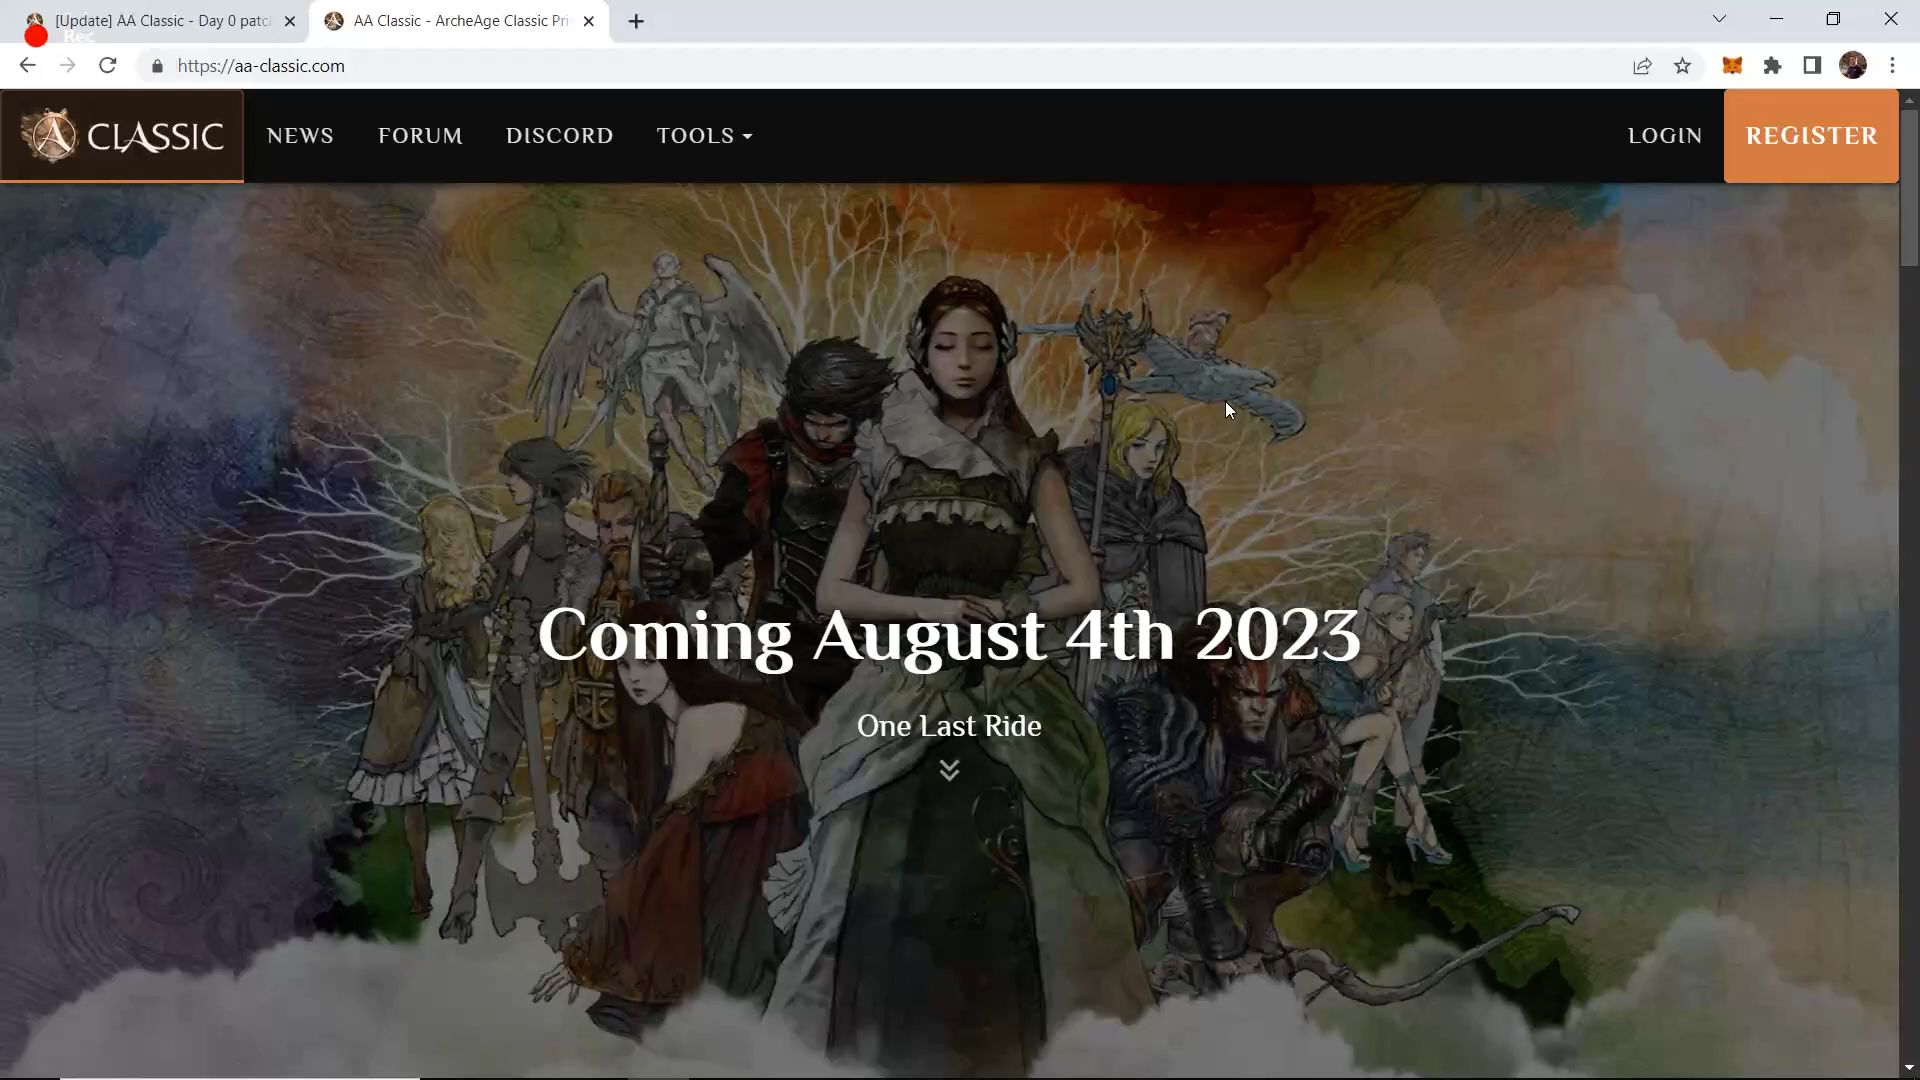 [Update] AA Classic - Day 0 patc
AA Classic - ArcheAge Classic Pri
Rec
https://aa-classic.com
A CLASSIC
NEWS
FORUM
DISCORD
TOOLS
LOGIN
REGISTER
Coming August 4th 2023
One Last Ride